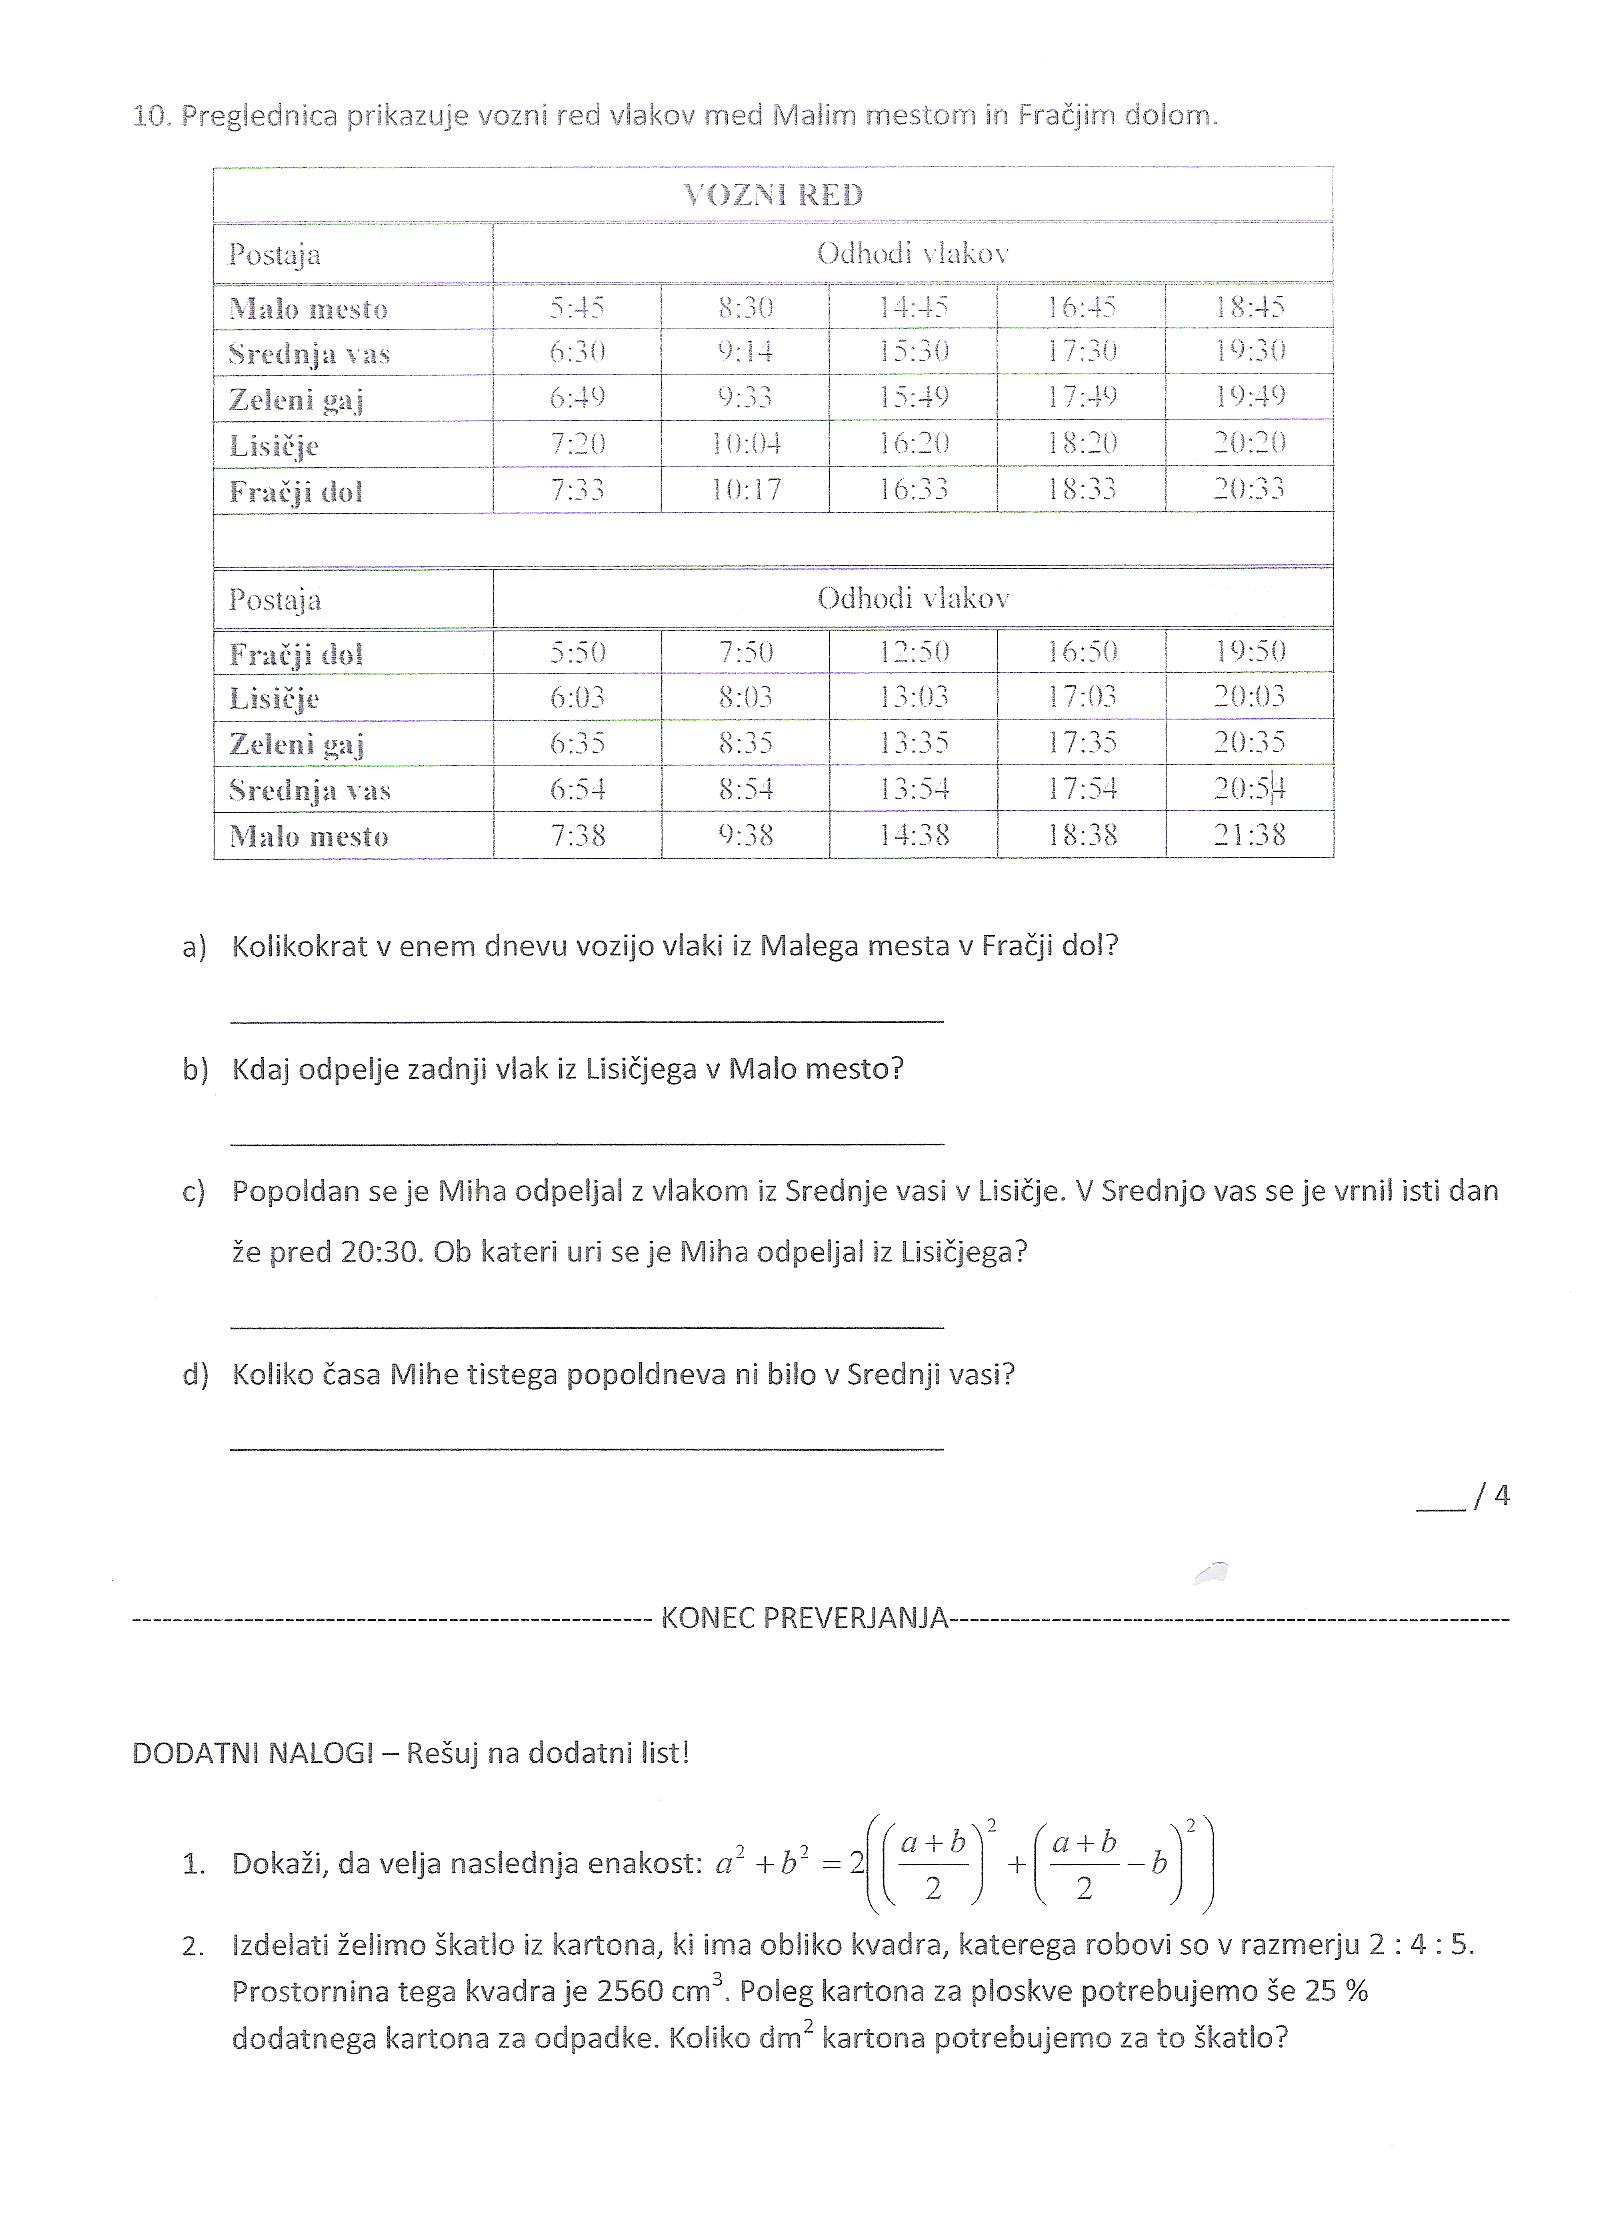 10. Preglednica prikazuje vozni red vlakov med Malim mestom in Fračjim dolom.
VOZNI RED
Postaja Odhodi vlakov
Malo mesto 5:45 8:30 14:45 16:45 18:45
Srednja vas 6:30 9:14 15:30 17:30 19:30
Zeleni gaj 6:49 9:33 15:49 17:49 19:49
Lisičje 7:20 10:04 16:20 18:20 20:20
Fračji dol 7:33 10:17 16:33 18:33 20:33
Postaja Odhodi vlakov
Fračji dol 5:50 7:50 12:50 16:50 19:50
Lisičje 6:03 8:03 13:03 17:03 20:03
Zeleni gaj 6:35 8:35 13:35 17:35 20:35
Srednja vas 6:54 8:54 13:54 17:54 20:54
Malo mesto 7:38 9:38 14:38 18:38 21:38
a) Kolikokrat v enem dnevu vozijo vlaki iz Malega mesta v Fračji dol?
b) Kdaj odpelje zadnji vlak iz Lisičjega v Malo mesto?
c) Popoldan se je Miha odpeljal z vlakom iz Srednje vasi v Lisičje. V Srednjo vas se je vrnil isti dan
že pred 20:30. Ob kateri uri se je Miha odpeljal iz Lisičjega?
d) Koliko časa Mihe tistega popoldneva ni bilo v Srednji vasi?
___ / 4
---------------------------------------------------- KONEC PREVERJANJA--------------------------------------------------------
DODATNI NALOGI – Rešuj na dodatni list!
1. Dokaži, da velja naslednja enakost: a² + b² = 2(((a+b)/2)² + ((a+b)/2 − b)²)
2. Izdelati želimo škatlo iz kartona, ki ima obliko kvadra, katerega robovi so v razmerju 2 : 4 : 5.
Prostornina tega kvadra je 2560 cm³. Poleg kartona za ploskve potrebujemo še 25 %
dodatnega kartona za odpadke. Koliko dm² kartona potrebujemo za to škatlo?